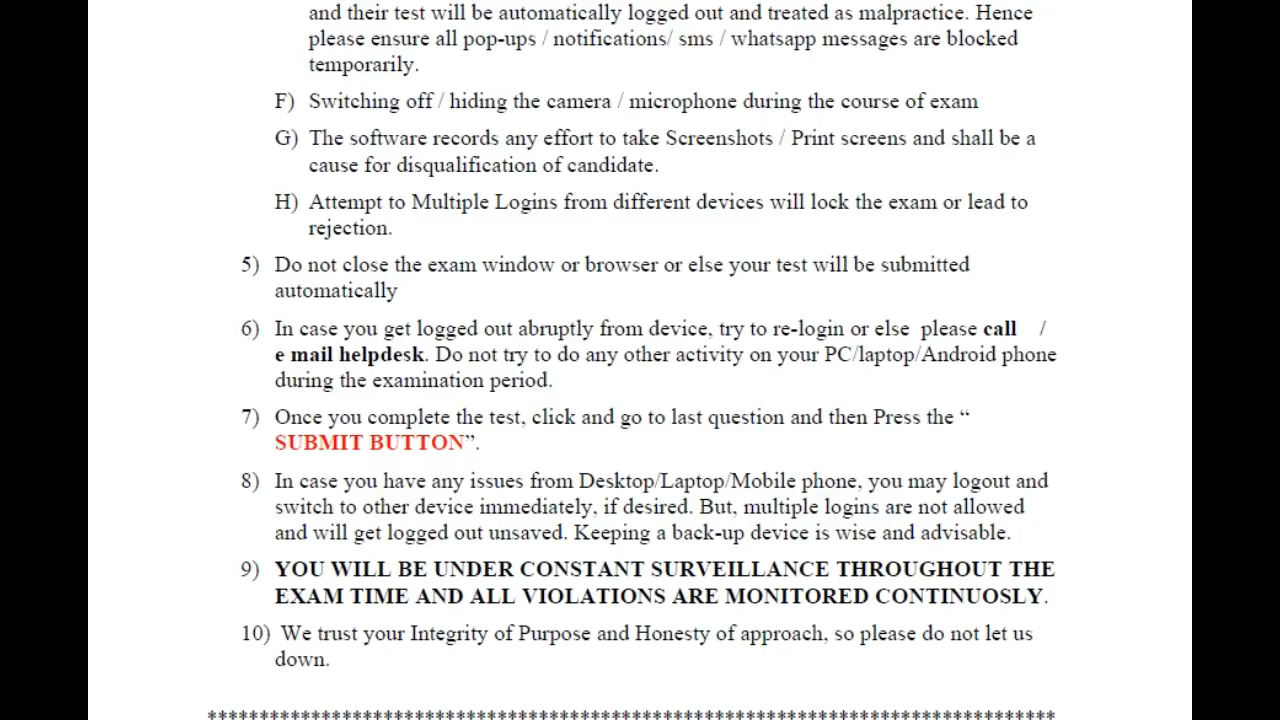 and their test will be automatically logged out and treated as malpractice. Hence
please ensure all pop-ups / notifications/ sms / whatsapp messages are blocked
temporarily.
F) Switching off / hiding the camera / microphone during the course of exam
G) The software records any effort to take Screenshots / Print screens and shall be a
cause for disqualification of candidate.
H) Attempt to Multiple Logins from different devices will lock the exam or lead to
rejection.
5) Do not close the exam window or browser or else your test will be submitted
automatically
6) In case you get logged out abruptly from device, try to re-login or else please call /
e mail helpdesk. Do not try to do any other activity on your PC/laptop/Android phone
during the examination period.
7) Once you complete the test, click and go to last question and then Press the “
SUBMIT BUTTON”.
8) In case you have any issues from Desktop/Laptop/Mobile phone, you may logout and
switch to other device immediately, if desired. But, multiple logins are not allowed
and will get logged out unsaved. Keeping a back-up device is wise and advisable.
9) YOU WILL BE UNDER CONSTANT SURVEILLANCE THROUGHOUT THE
EXAM TIME AND ALL VIOLATIONS ARE MONITORED CONTINUOSLY.
10) We trust your Integrity of Purpose and Honesty of approach, so please do not let us
down.
**********************************************************************************